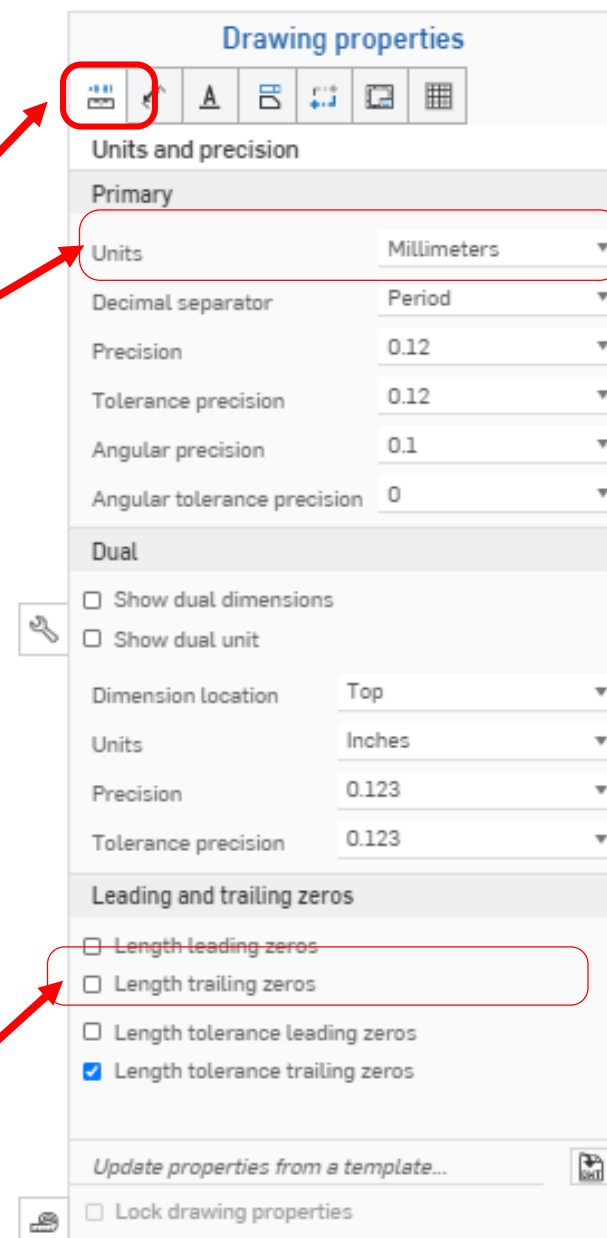 Drawing properties
A
Units and precision
Primary
Units Millimeters
Decimal separator Period
Precision 0.12
Tolerance precision 0.12
Angular precision 0.1
Angular tolerance precision 0
Dual
Show dual dimensions
Show dual unit
Dimension location Top
Units Inches
Precision 0.123
Tolerance precision 0.123
Leading and trailing zeros
Length leading zeros
Length trailing zeros
Length tolerance leading zeros
Length tolerance trailing zeros
Update properties from a template...
Lock drawing properties